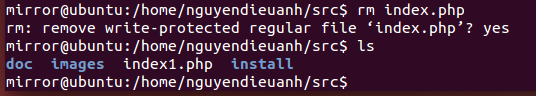 mirror@ubuntu:/home/nguyendieuanh/src$ rm index.php
rm: remove write-protected regular file ‘index.php’? yes
mirror@ubuntu:/home/nguyendieuanh/src$ ls
doc  images  index1.php  install
mirror@ubuntu:/home/nguyendieuanh/src$